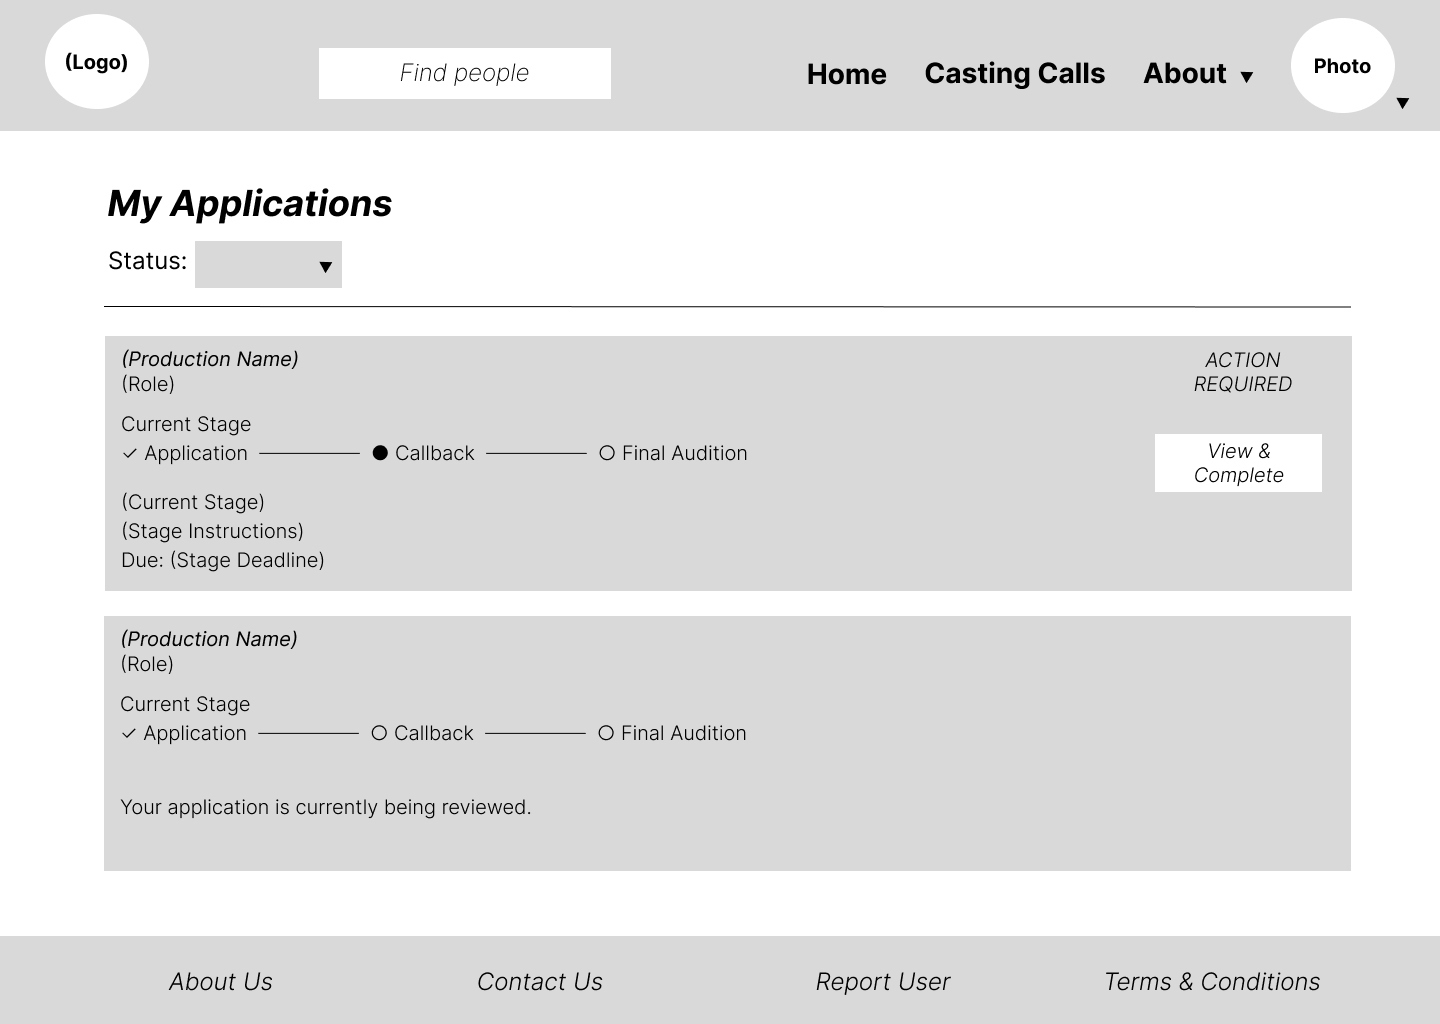 (Logo)
Find people
Home
Casting Calls
About ▼
Photo
▼
My Applications
Status: ▼
(Production Name)
(Role)
ACTION
REQUIRED
Current Stage
✓ Application ● Callback ○ Final Audition
View &
Complete
(Current Stage)
(Stage Instructions)
Due: (Stage Deadline)
(Production Name)
(Role)
Current Stage
✓ Application ○ Callback ○ Final Audition
Your application is currently being reviewed.
About Us
Contact Us
Report User
Terms & Conditions